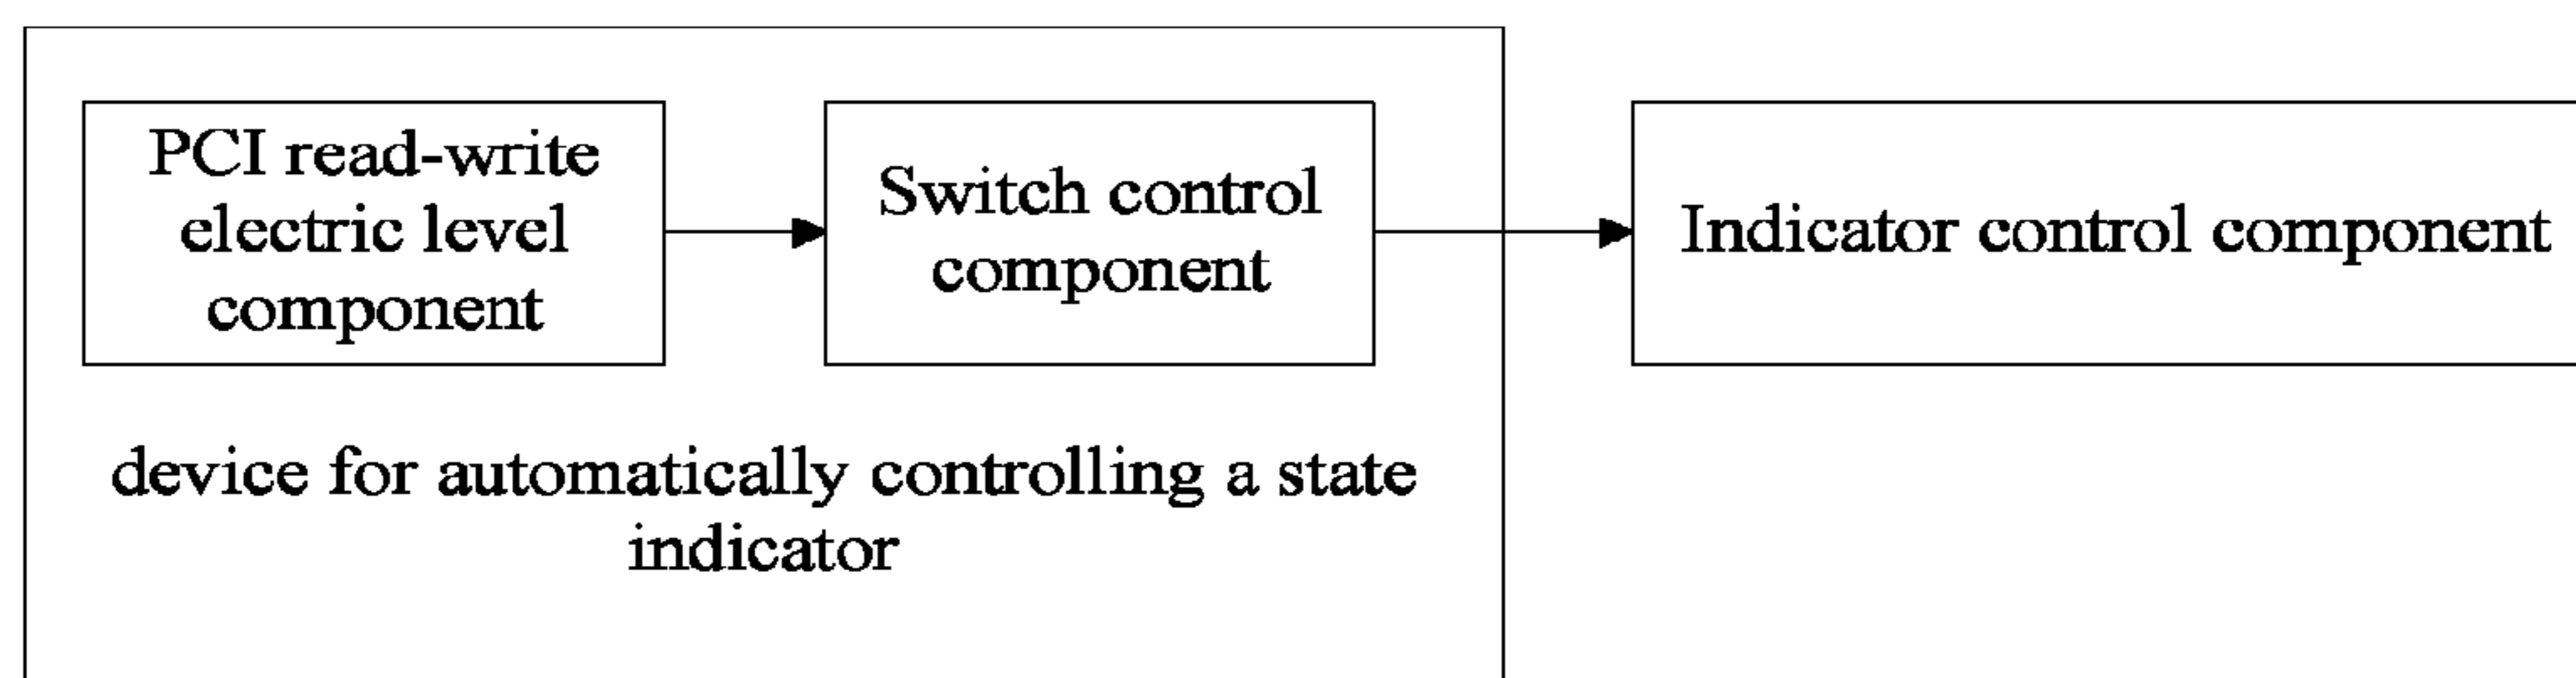 PCI read-write
electric level
component
Switch control
component
Indicator control component
device for automatically controlling a state
indicator